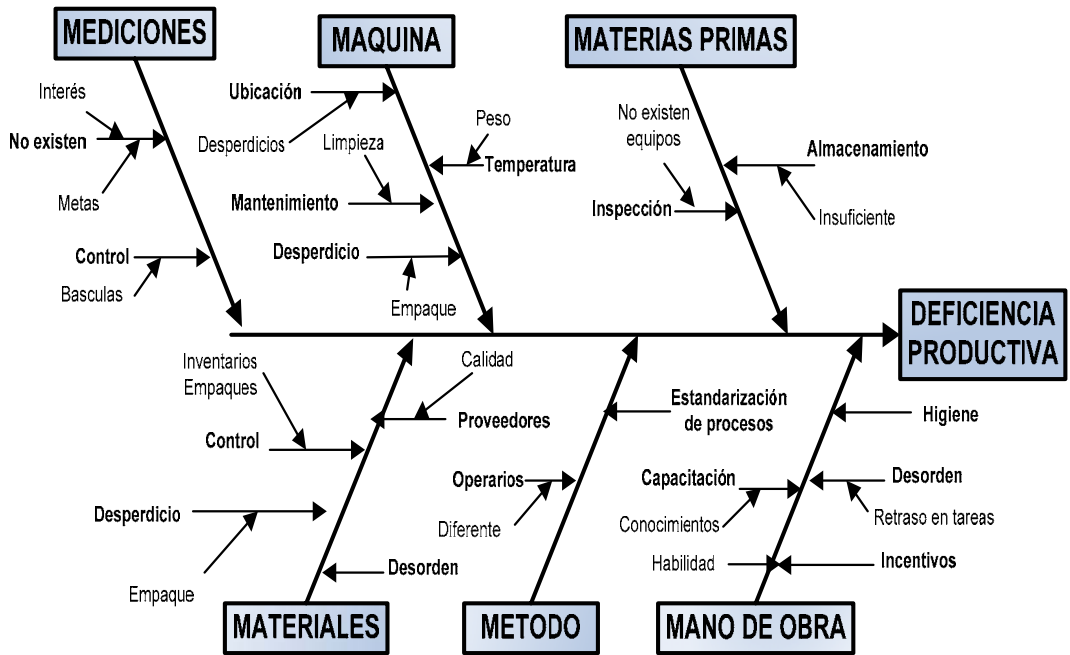 MEDICIONES
MAQUINA
MATERIAS PRIMAS
Interés
No existen
Metas
Control
Basculas
Ubicación
Desperdicios
Limpieza
Peso
Temperatura
Mantenimiento
Desperdicio
Empaque
No existen
equipos
Almacenamiento
Inspección
Insuficiente
DEFICIENCIA
PRODUCTIVA
Inventarios
Empaques
Calidad
Proveedores
Control
Desperdicio
Empaque
Desorden
Estandarización
de procesos
Operarios
Diferente
Higiene
Capacitación
Desorden
Conocimientos
Retraso en tareas
Habilidad
Incentivos
MATERIALES
METODO
MANO DE OBRA